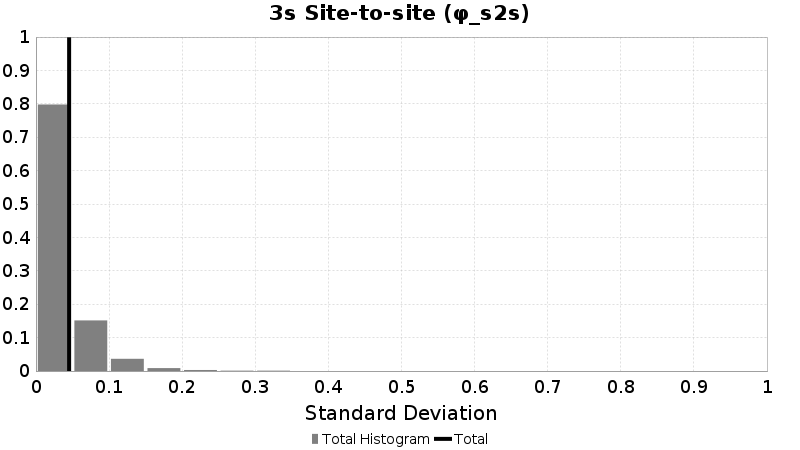 3s Site-to-site (φ_s2s)
1
0.9
0.8
0.7
0.6
0.5
0.4
0.3
0.2
0.1
0
0 0.1 0.2 0.3 0.4 0.5 0.6 0.7 0.8 0.9 1
Standard Deviation
Total Histogram Total